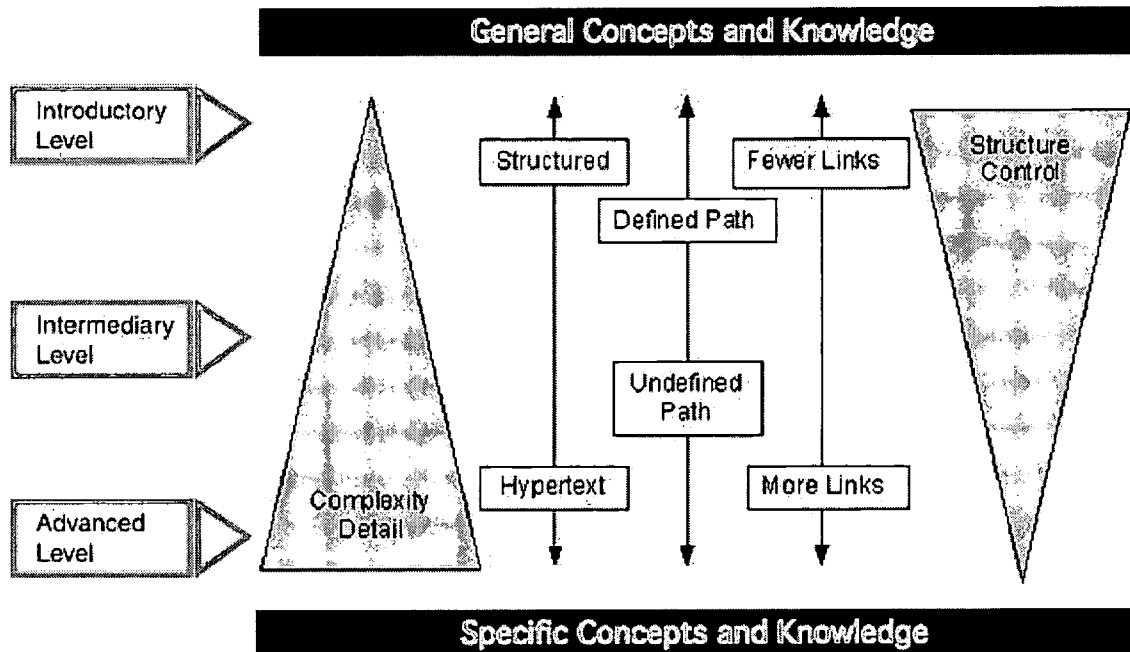 General Concepts and Knowledge
Introductory
Level
Structured
Fewer Links
Structure
Control
Defined Path
Intermediary
Level
Undefined
Path
Hypertext
More Links
Complexity
Detail
Advanced
Level
Specific Concepts and Knowledge